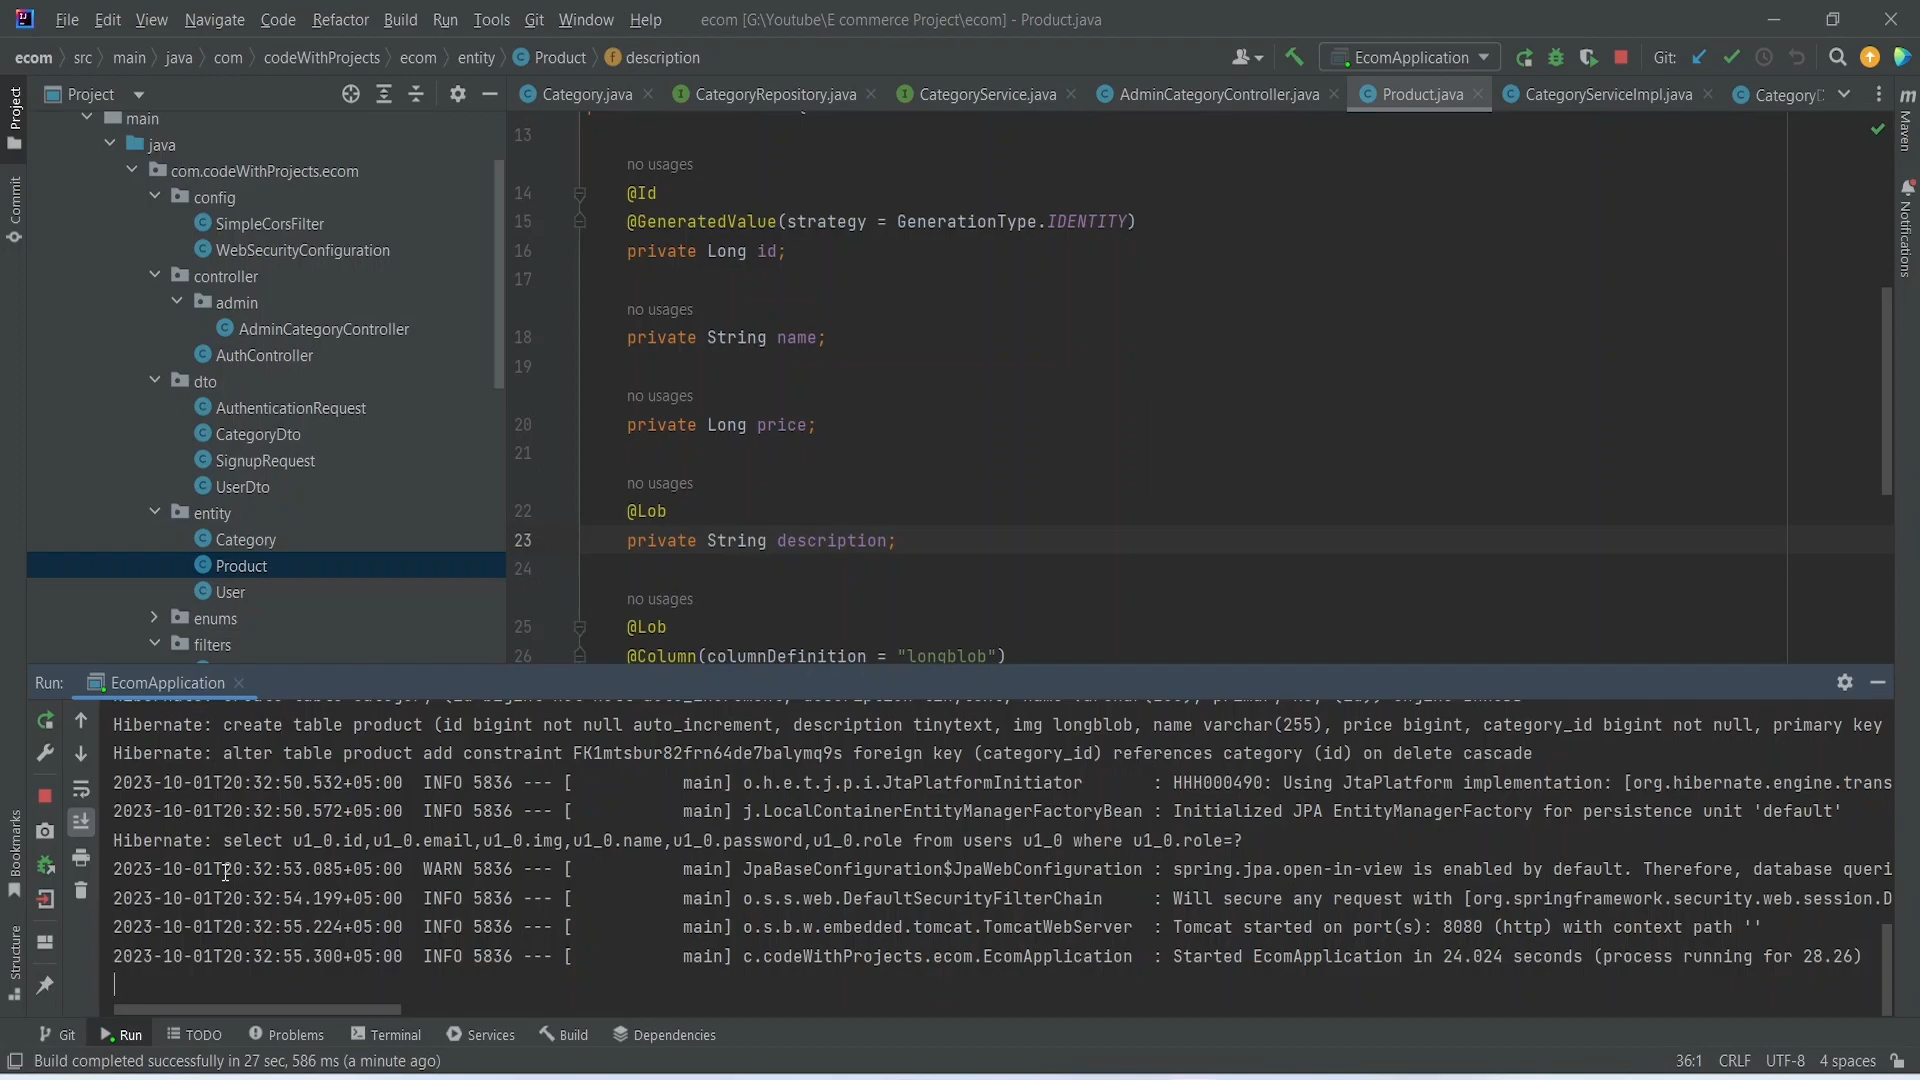 File Edit View Navigate Code Refactor Build Run Tools Git Window Help ecom [G:\Youtube\E commerce Project\ecom] - Product.java
ecom src main java com codeWithProjects ecom entity Product description
EcomApplication Git:
Project
Category.java CategoryRepository.java CategoryService.java AdminCategoryController.java Product.java CategoryServiceImpl.java
main
java
com.codeWithProjects.ecom
config
SimpleCorsFilter
WebSecurityConfiguration
controller
admin
AdminCategoryController
AuthController
dto
AuthenticationRequest
CategoryDto
SignupRequest
UserDto
entity
Category
Product
User
enums
filters
13
no usages
14 @Id
15 @GeneratedValue(strategy = GenerationType.IDENTITY)
16 private Long id;
17
no usages
18 private String name;
19
no usages
20 private Long price;
21
no usages
22 @Lob
23 private String description;
24
no usages
25 @Lob
26 @Column(columnDefinition = "longblob")
Project
Commit
Bookmarks
Structure
Maven
Notifications
Run: EcomApplication
Hibernate: create table product (id bigint not null auto_increment, description tinytext, img longblob, name varchar(255), price bigint, category_id bigint not null, primary key
Hibernate: alter table product add constraint FK1mtsbur82frn64de7balymq9s foreign key (category_id) references category (id) on delete cascade
2023-10-01T20:32:50.532+05:00 INFO 5836 --- [ main] o.h.e.t.j.p.i.JtaPlatformInitiator : HHH000490: Using JtaPlatform implementation: [org.hibernate.engine.trans
2023-10-01T20:32:50.572+05:00 INFO 5836 --- [ main] j.LocalContainerEntityManagerFactoryBean : Initialized JPA EntityManagerFactory for persistence unit 'default'
Hibernate: select u1_0.id,u1_0.email,u1_0.img,u1_0.name,u1_0.password,u1_0.role from users u1_0 where u1_0.role=?
2023-10-01T20:32:53.085+05:00 WARN 5836 --- [ main] JpaBaseConfiguration$JpaWebConfiguration : spring.jpa.open-in-view is enabled by default. Therefore, database queri
2023-10-01T20:32:54.199+05:00 INFO 5836 --- [ main] o.s.s.web.DefaultSecurityFilterChain : Will secure any request with [org.springframework.security.web.session.D
2023-10-01T20:32:55.224+05:00 INFO 5836 --- [ main] o.s.b.w.embedded.tomcat.TomcatWebServer : Tomcat started on port(s): 8080 (http) with context path ''
2023-10-01T20:32:55.300+05:00 INFO 5836 --- [ main] c.codeWithProjects.ecom.EcomApplication : Started EcomApplication in 24.024 seconds (process running for 28.26)
Git Run TODO Problems Terminal Services Build Dependencies
Build completed successfully in 27 sec, 586 ms (a minute ago) 36:1 CRLF UTF-8 4 spaces